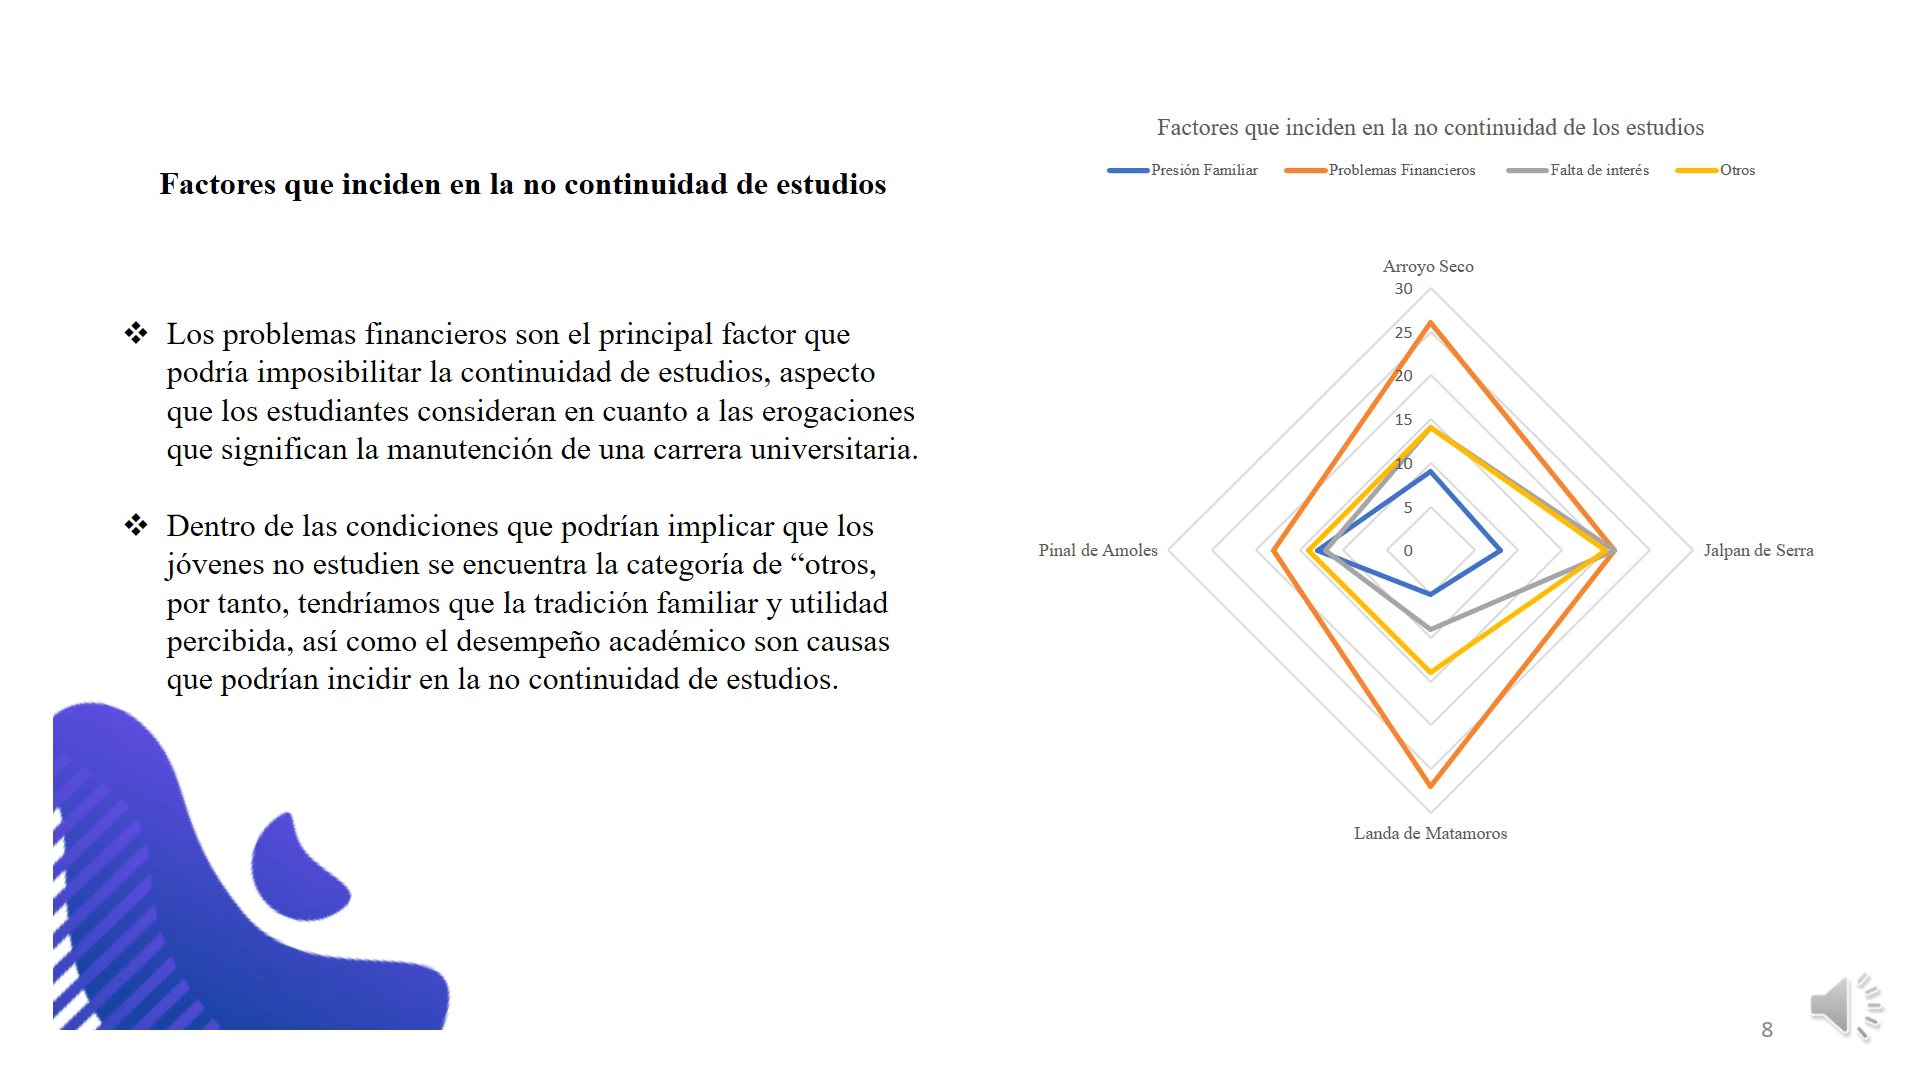 Factores que inciden en la no continuidad de estudios
❖ Los problemas financieros son el principal factor que
podría imposibilitar la continuidad de estudios, aspecto
que los estudiantes consideran en cuanto a las erogaciones
que significan la manutención de una carrera universitaria.
❖ Dentro de las condiciones que podrían implicar que los
jóvenes no estudien se encuentra la categoría de “otros,
por tanto, tendríamos que la tradición familiar y utilidad
percibida, así como el desempeño académico son causas
que podrían incidir en la no continuidad de estudios.
Factores que inciden en la no continuidad de los estudios
Presión Familiar Problemas Financieros Falta de interés Otros
Arroyo Seco
30
25
20
15
10
5
0
Pinal de Amoles
Jalpan de Serra
Landa de Matamoros
8